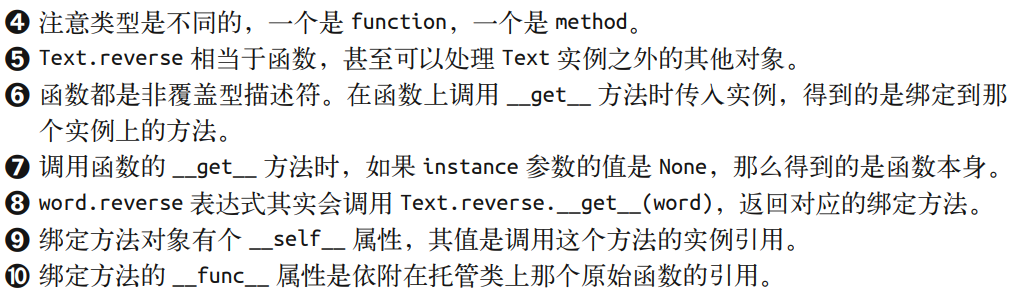 ❹ 注意类型是不同的，一个是 function，一个是 method。
❺ Text.reverse 相当于函数，甚至可以处理 Text 实例之外的其他对象。
❻ 函数都是非覆盖型描述符。在函数上调用 __get__ 方法时传入实例，得到的是绑定到那
个实例上的方法。
❼ 调用函数的 __get__ 方法时，如果 instance 参数的值是 None，那么得到的是函数本身。
❽ word.reverse 表达式其实会调用 Text.reverse.__get__(word)，返回对应的绑定方法。
❾ 绑定方法对象有个 __self__ 属性，其值是调用这个方法的实例引用。
❿ 绑定方法的 __func__ 属性是依附在托管类上那个原始函数的引用。